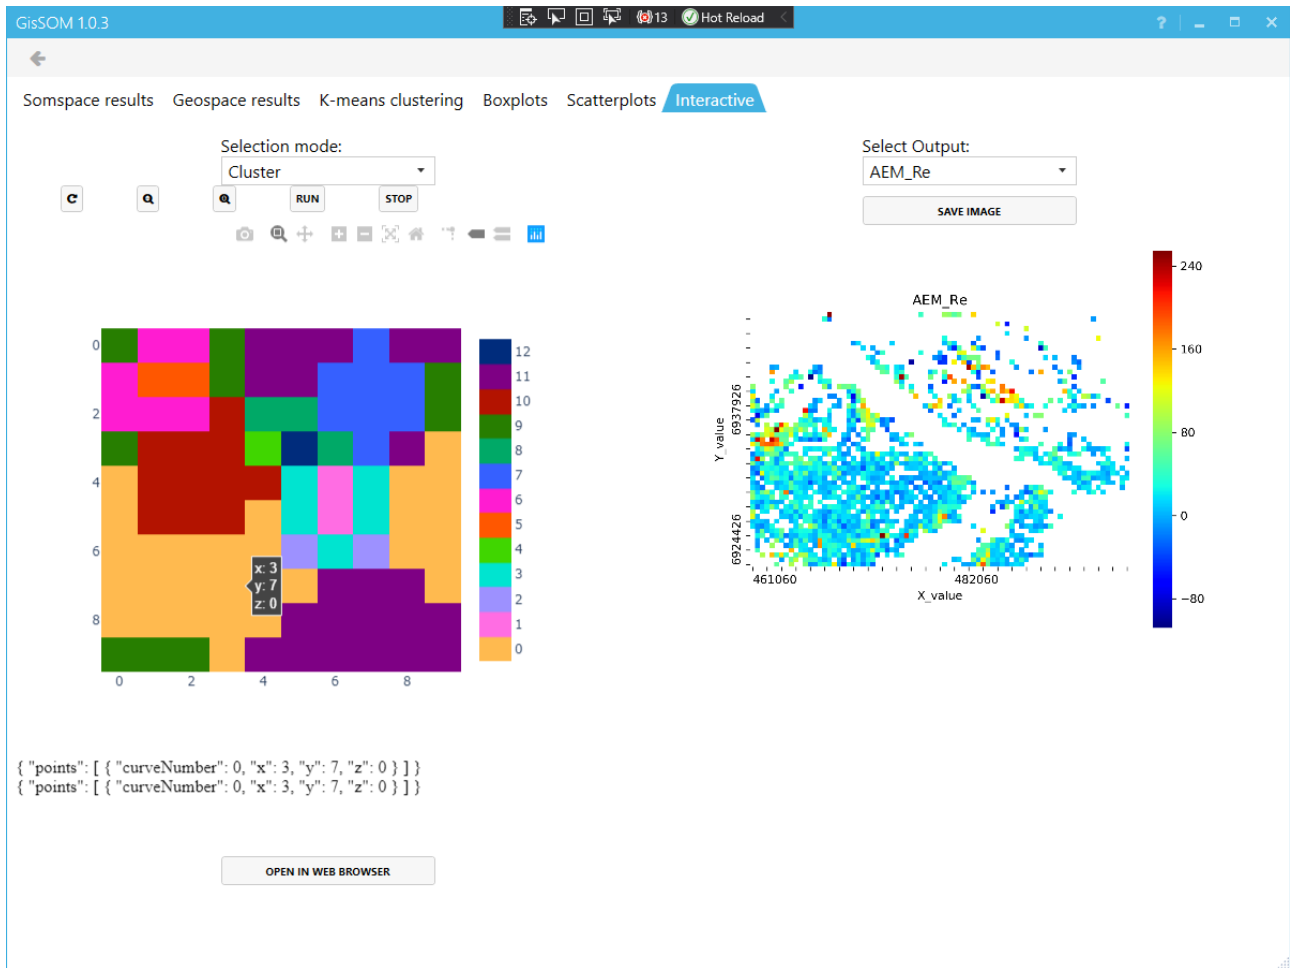 GisSOM 1.0.3
13 Hot Reload
?
Somspace results Geospace results K-means clustering Boxplots Scatterplots Interactive
Selection mode:
Cluster
RUN STOP
Select Output:
AEM_Re
SAVE IMAGE
0
2
4
6
8
0 2 4 6 8
x: 3
y: 7
z: 0
12
11
10
9
8
7
6
5
4
3
2
1
0
AEM_Re
Y_value
6937926
6924426
461060 482060
X_value
240
160
80
0
−80
{ "points": [ { "curveNumber": 0, "x": 3, "y": 7, "z": 0 } ] }
{ "points": [ { "curveNumber": 0, "x": 3, "y": 7, "z": 0 } ] }
OPEN IN WEB BROWSER